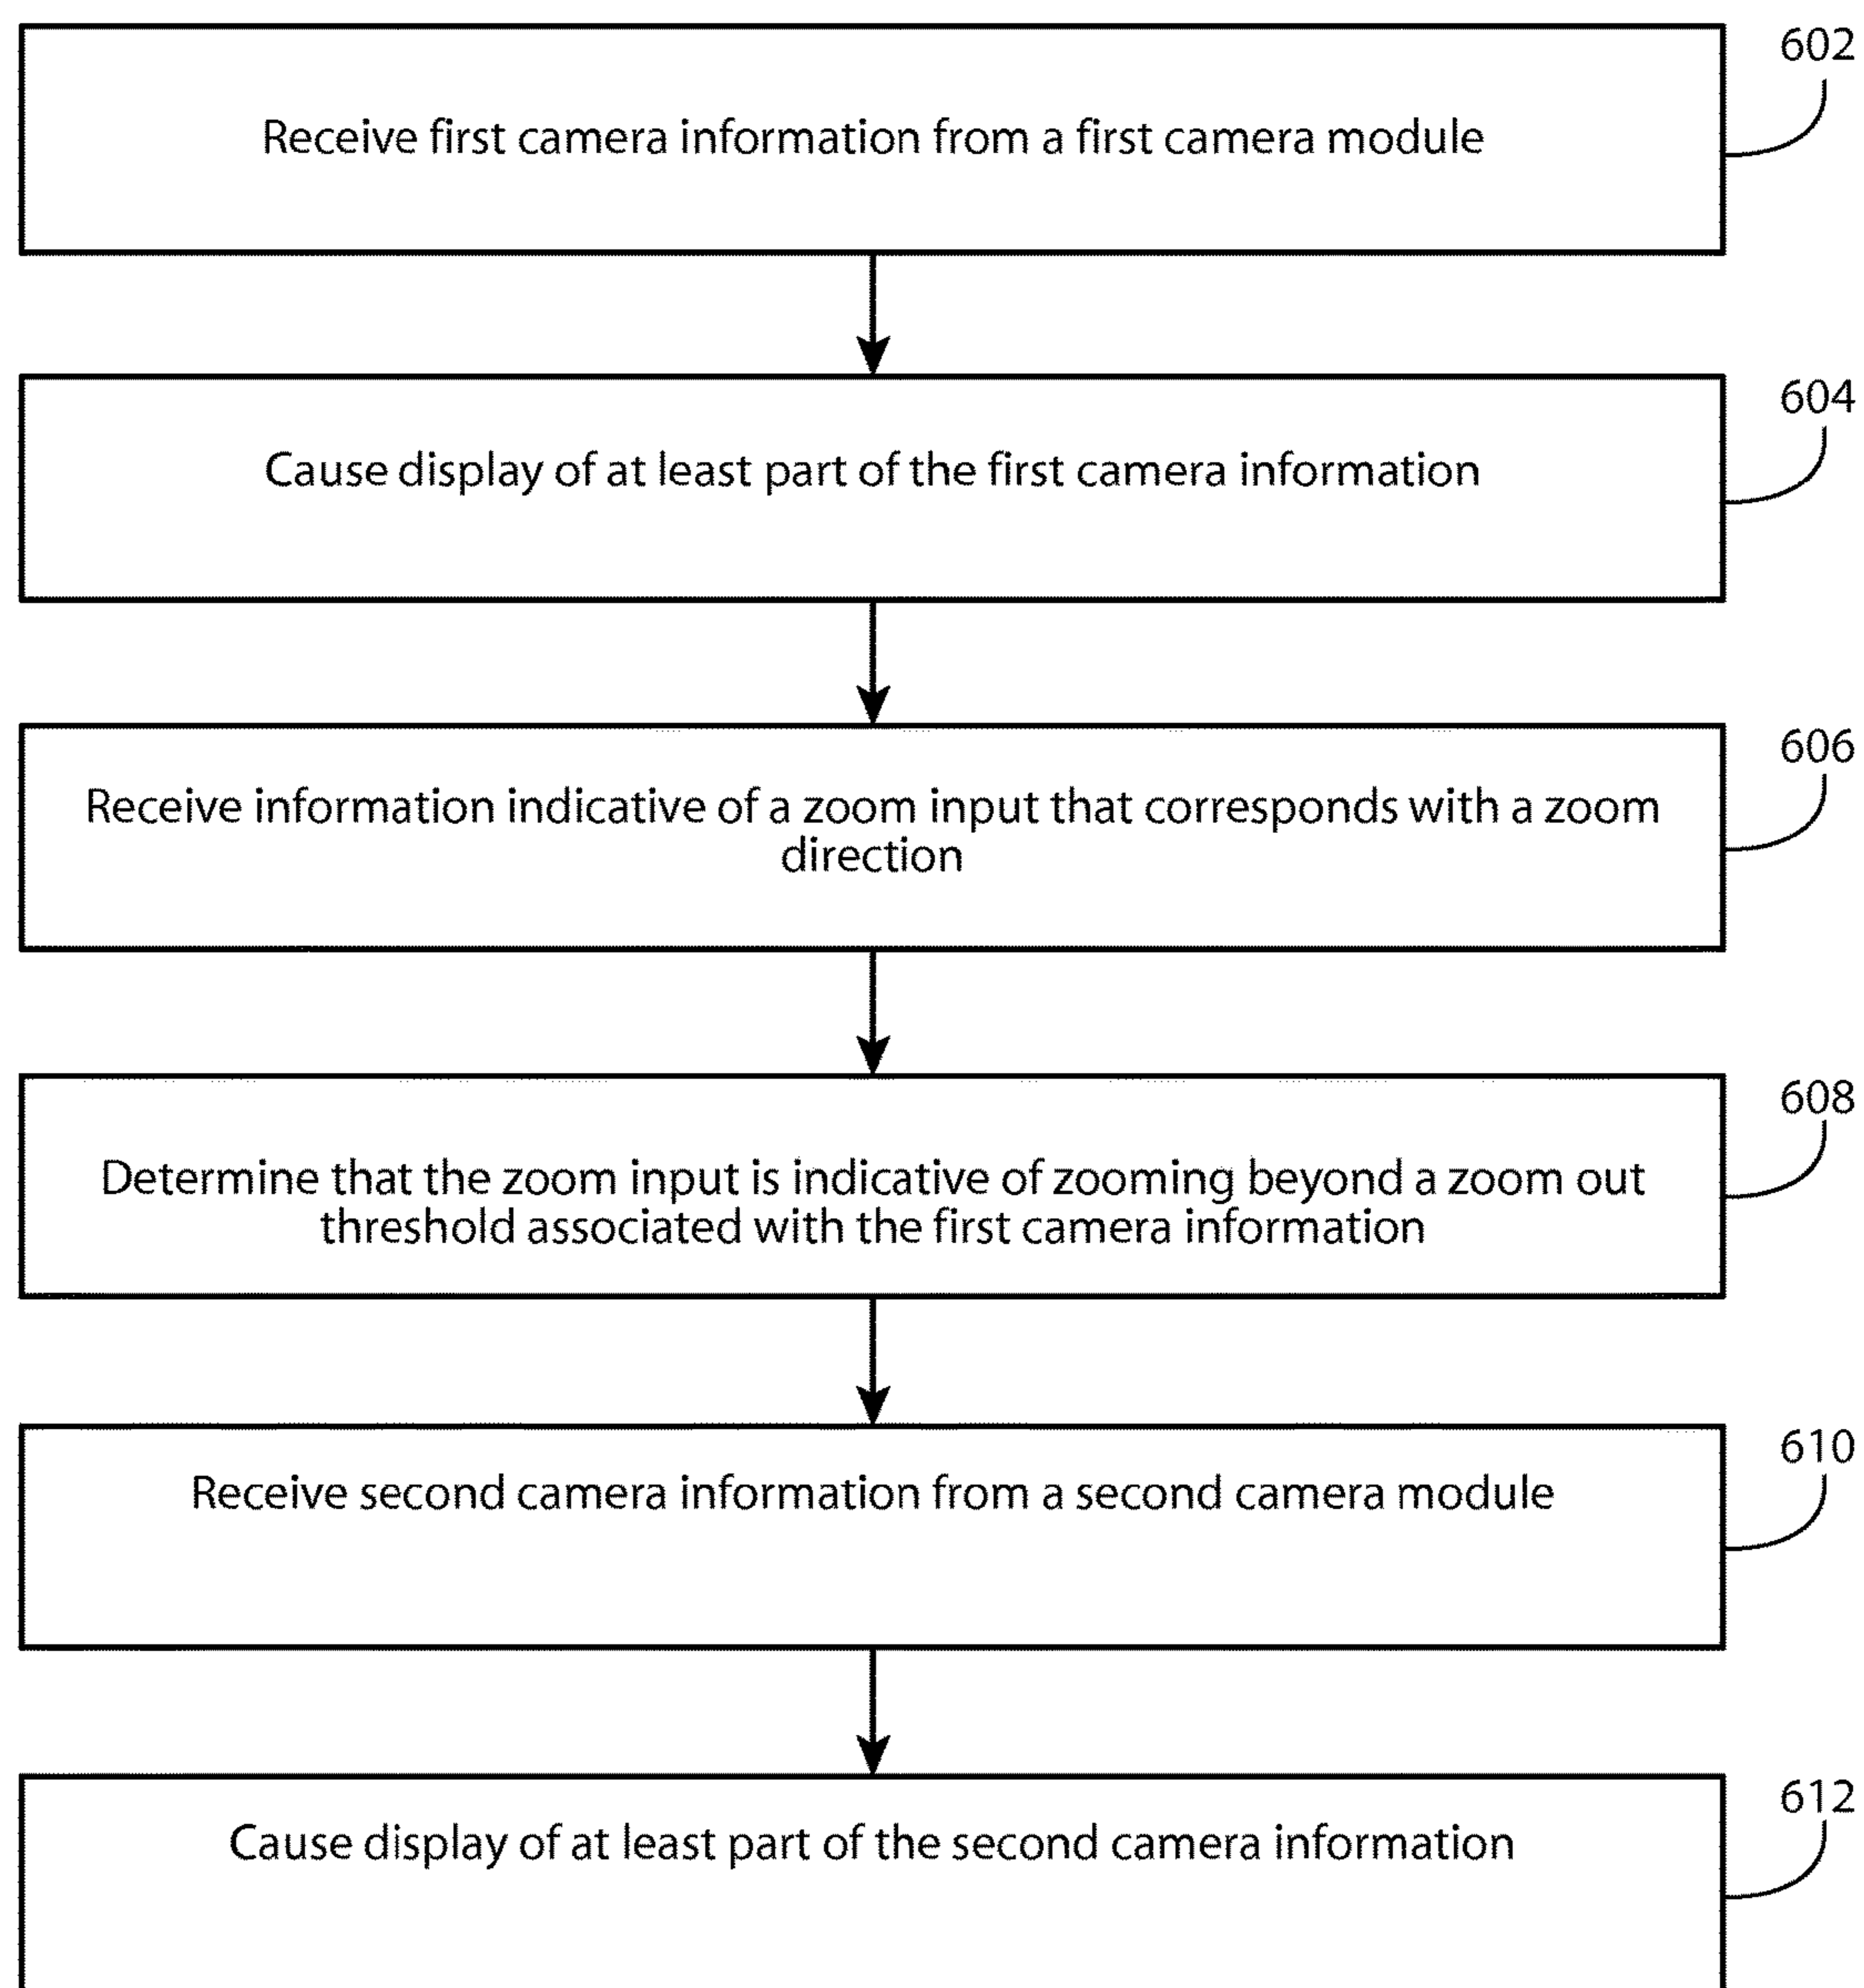 602
Receive first camera information from a first camera module
604
Cause display of at least part of the first camera information
606
Receive information indicative of a zoom input that corresponds with a zoom
direction
608
Determine that the zoom input is indicative of zooming beyond a zoom out
threshold associated with the first camera information
610
Receive second camera information from a second camera module
612
Cause display of at least part of the second camera information